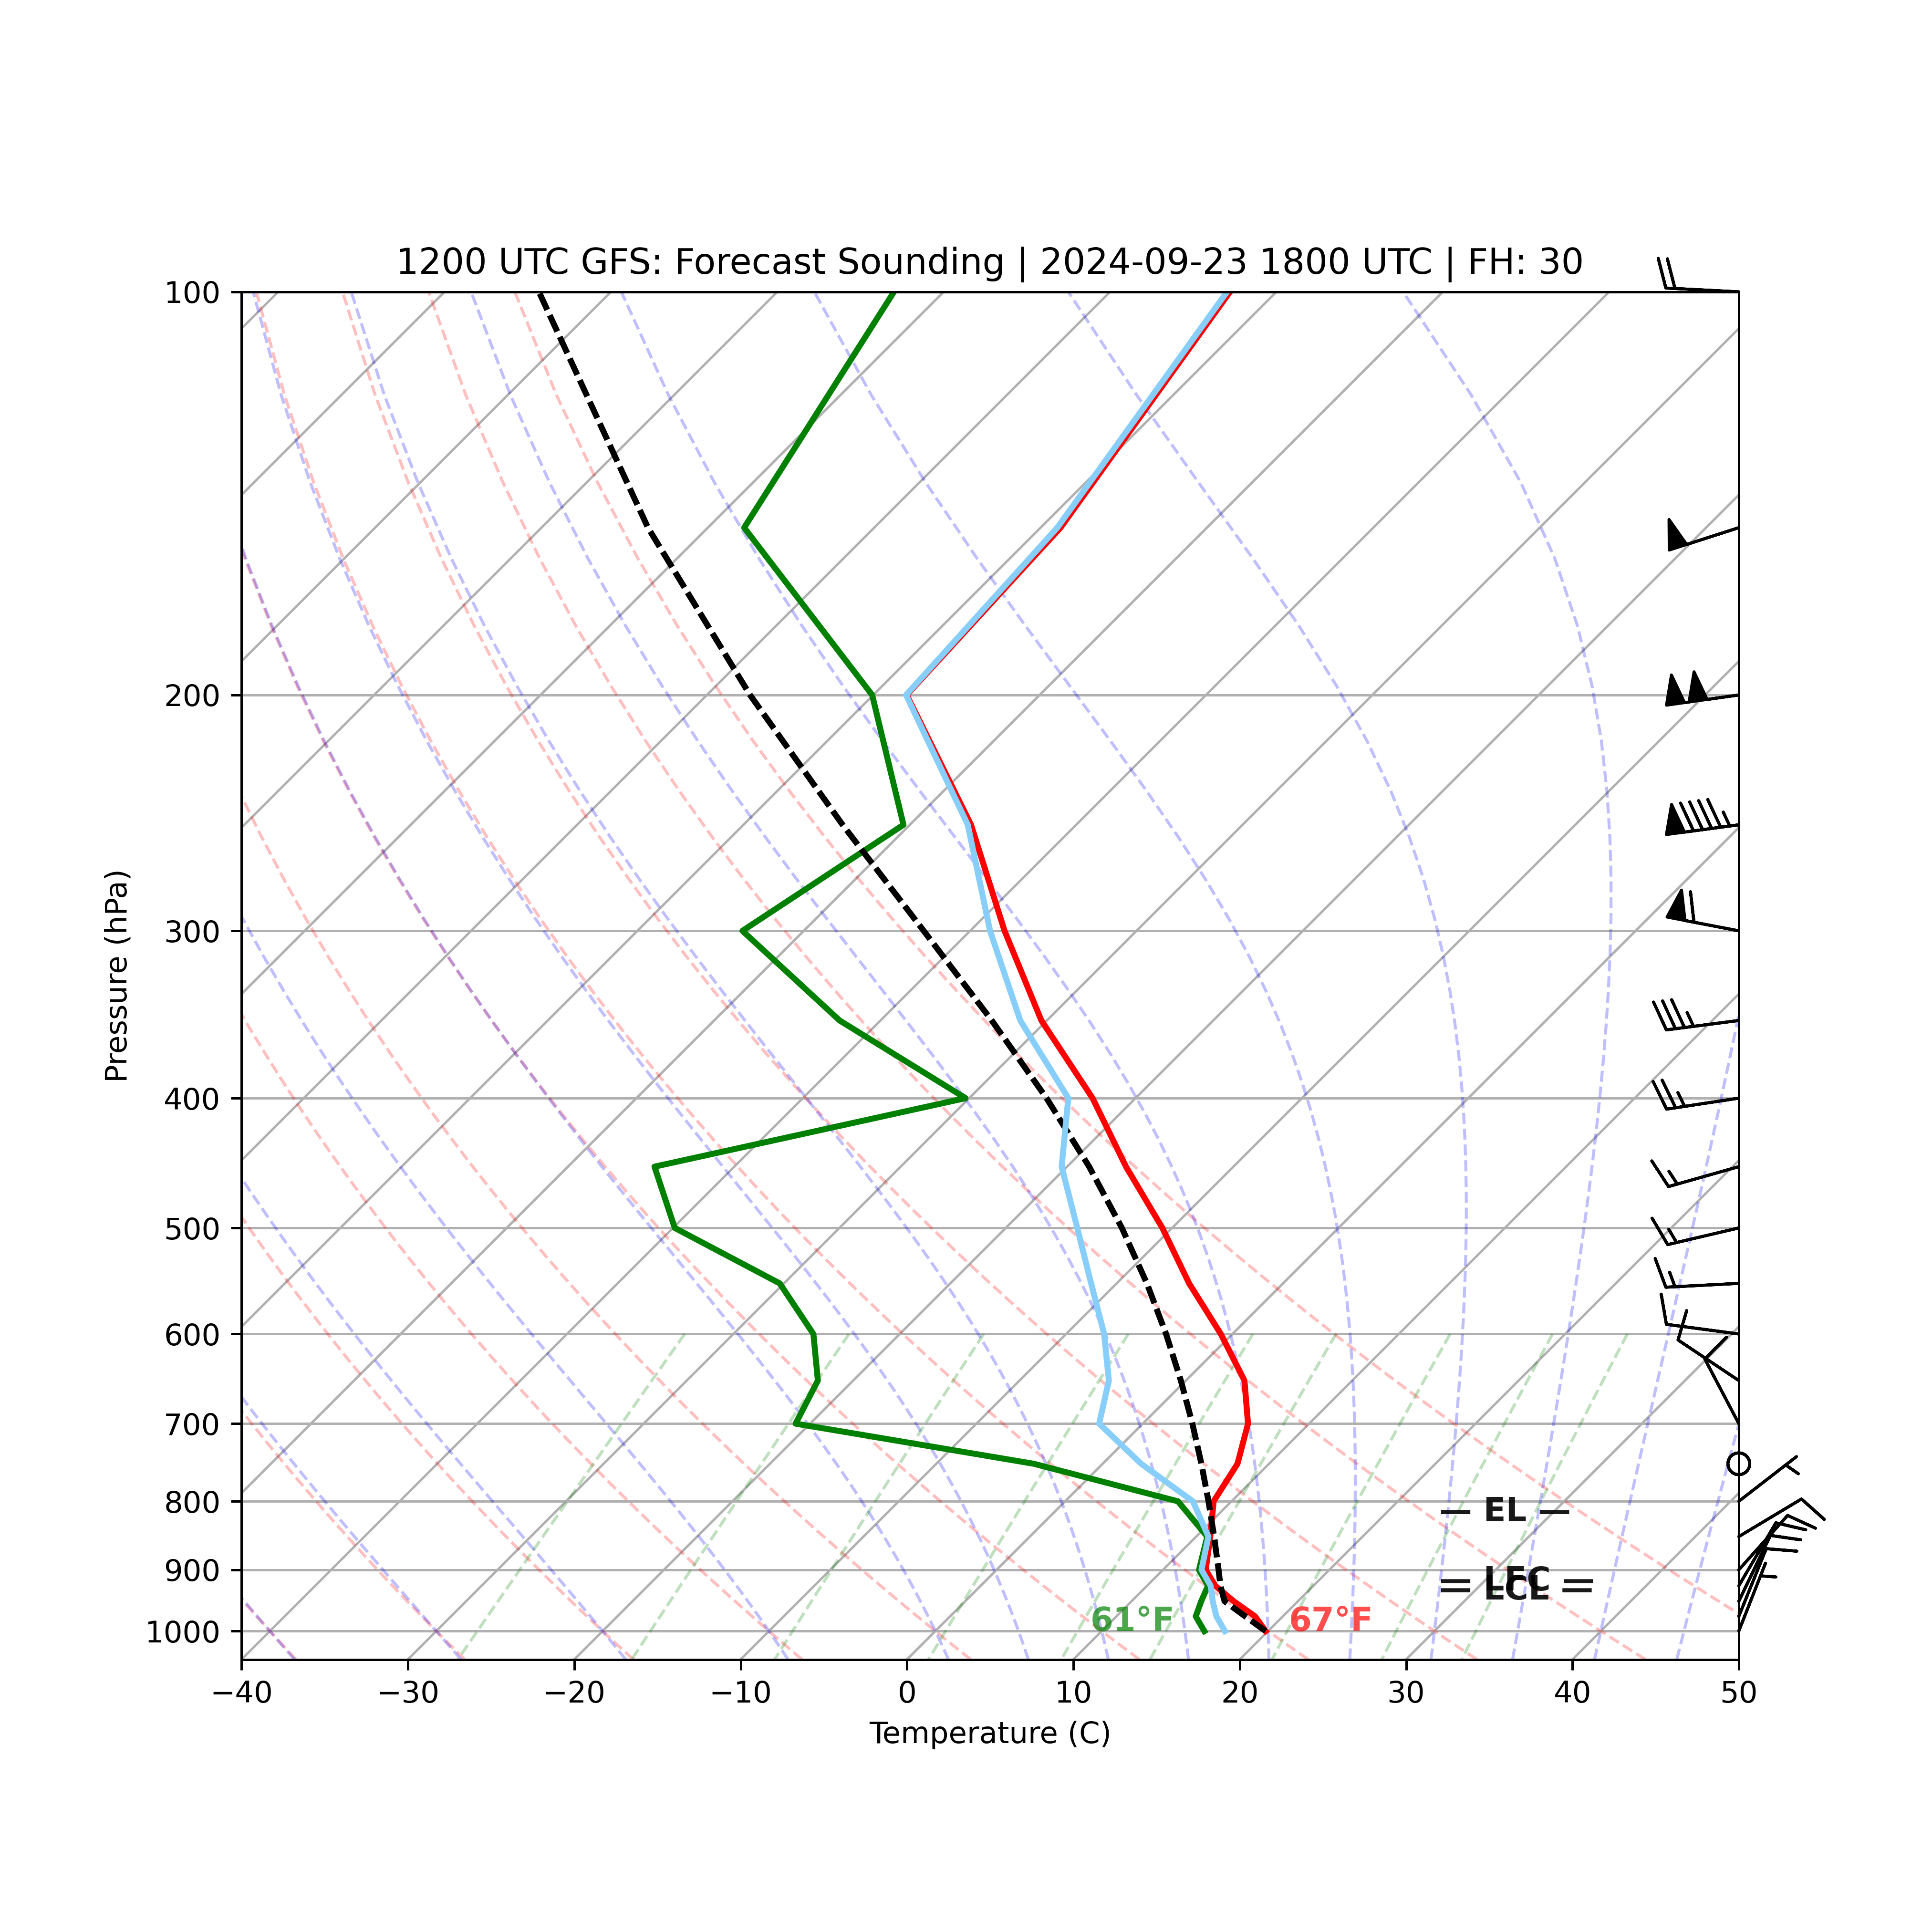 1200 UTC GFS: Forecast Sounding | 2024-09-23 1800 UTC | FH: 30
100
200
300
400
500
600
700
800
900
1000
Pressure (hPa)
— EL —
— LFC —
— LCL —
61°F
67°F
−40
−30
−20
−10
0
10
20
30
40
50
Temperature (C)